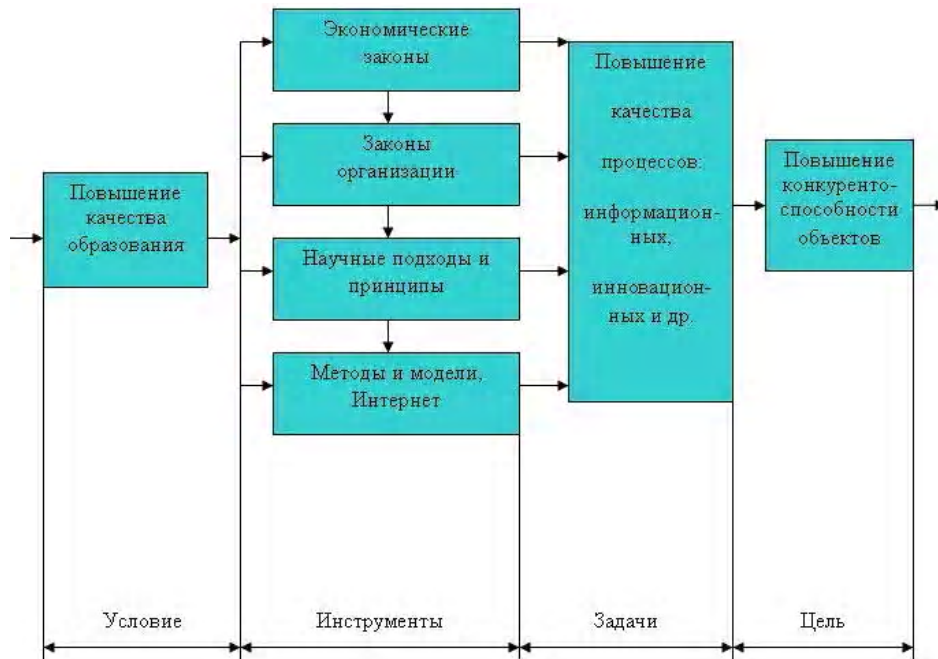 Экономические
законы
Законы
организации
Научные подходы и
принципы
Методы и модели,
Интернет
Повышение
качества
образования
Повышение
качества
процессов:
информацион-
ных,
инновацион-
ных и др.
Повышение
конкуренто-
способности
объектов
Условие
Инструменты
Задачи
Цель